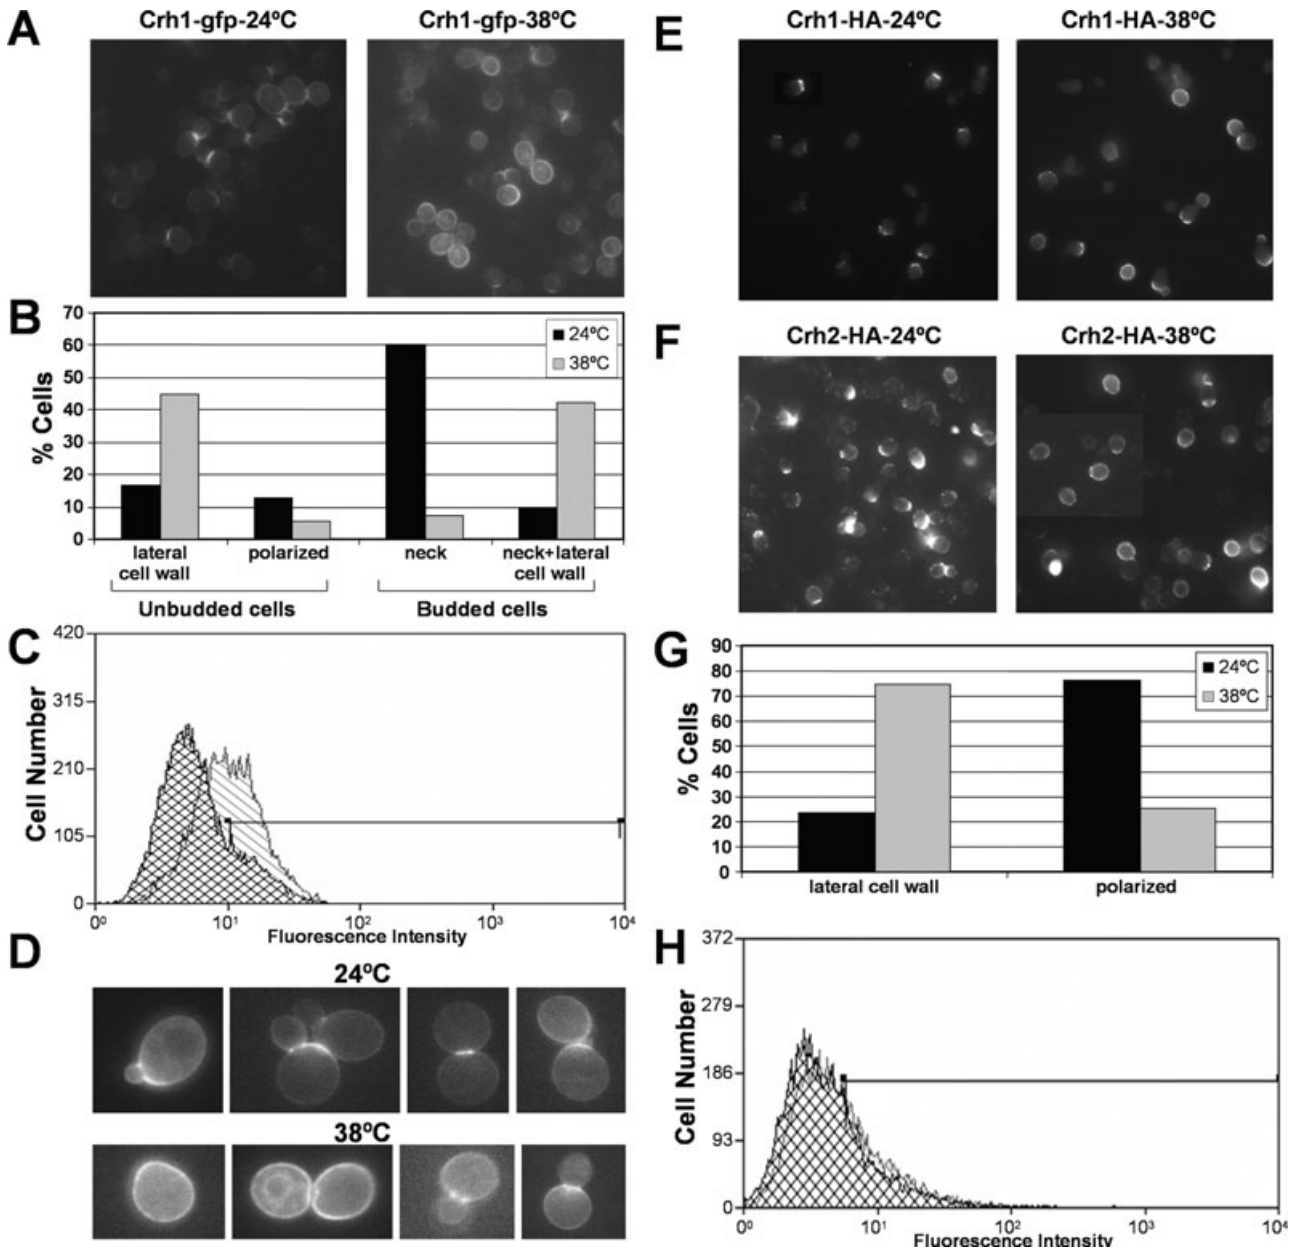 A
Crh1-gfp-24ºC
Crh1-gfp-38ºC
B
70
60
50
40
30
20
10
0
% Cells
24ºC
38ºC
lateral
cell wall
polarized
neck
neck+lateral
cell wall
Unbudded cells
Budded cells
C
420
315
210
105
0
Cell Number
10⁰
10¹
10²
10³
10⁴
Fluorescence Intensity
D
24ºC
38ºC
E
Crh1-HA-24ºC
Crh1-HA-38ºC
F
Crh2-HA-24ºC
Crh2-HA-38ºC
G
90
80
70
60
50
40
30
20
10
0
% Cells
24ºC
38ºC
lateral cell wall
polarized
H
372
279
186
93
0
Cell Number
10⁰
10¹
10²
10³
10⁴
Fluorescence Intensity